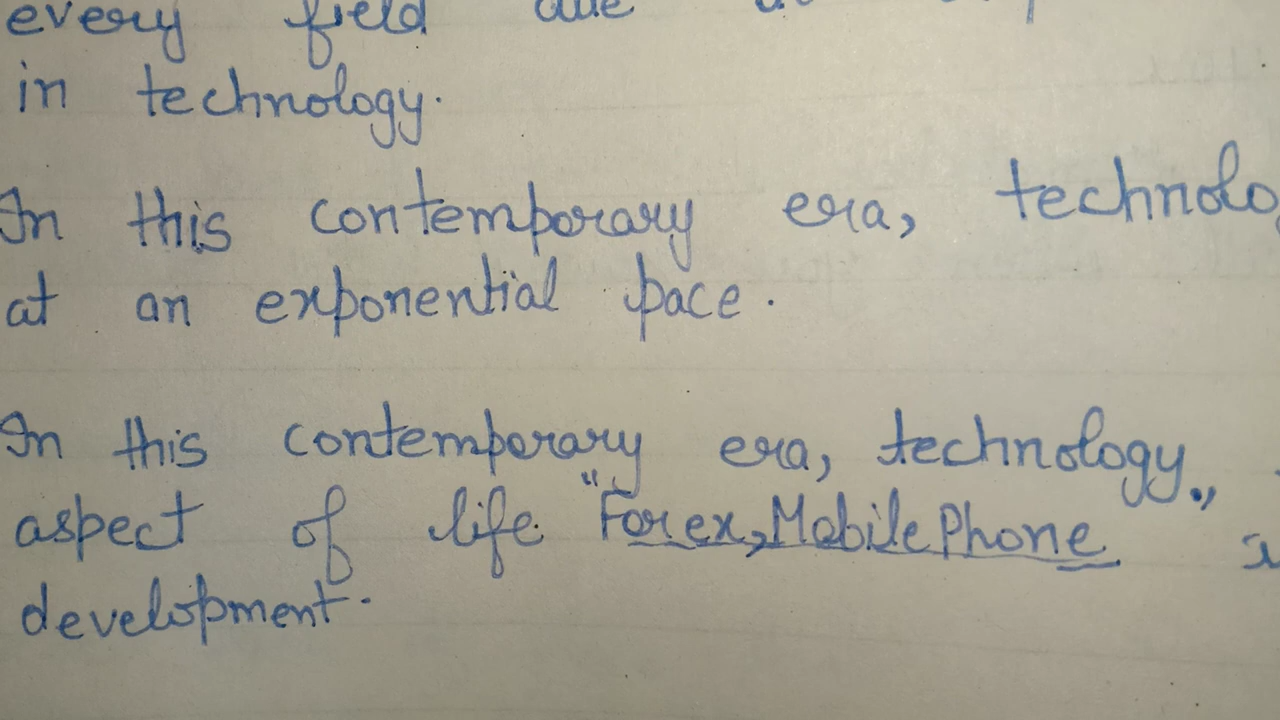 every field due
in technology.
In this contemporary era, technolo
at an exponential pace.
In this contemporary era, technology.,
aspect of life. "Forex, Mobile Phone
development.